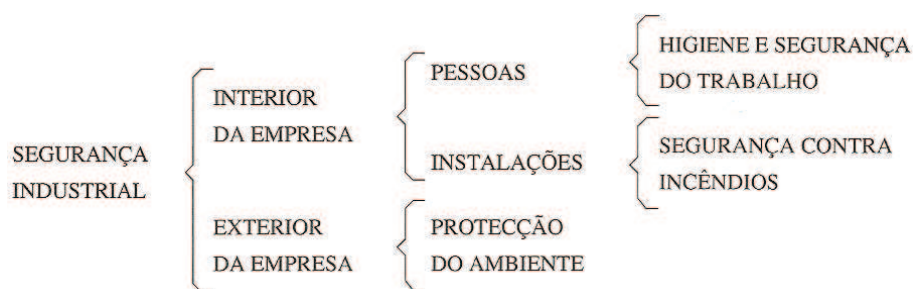 SEGURANÇA
INDUSTRIAL
INTERIOR
DA EMPRESA
PESSOAS
HIGIENE E SEGURANÇA
DO TRABALHO
INSTALAÇÕES
SEGURANÇA CONTRA
INCÊNDIOS
EXTERIOR
DA EMPRESA
PROTECÇÃO
DO AMBIENTE